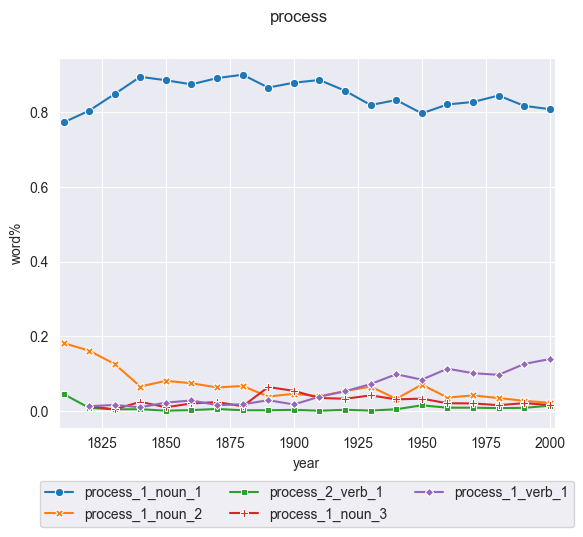 process
0.8
0.6
0.4
0.2
0.0
word%
1825 1850 1875 1900 1925 1950 1975 2000
year
process_1_noun_1 process_2_verb_1 process_1_verb_1
process_1_noun_2 process_1_noun_3